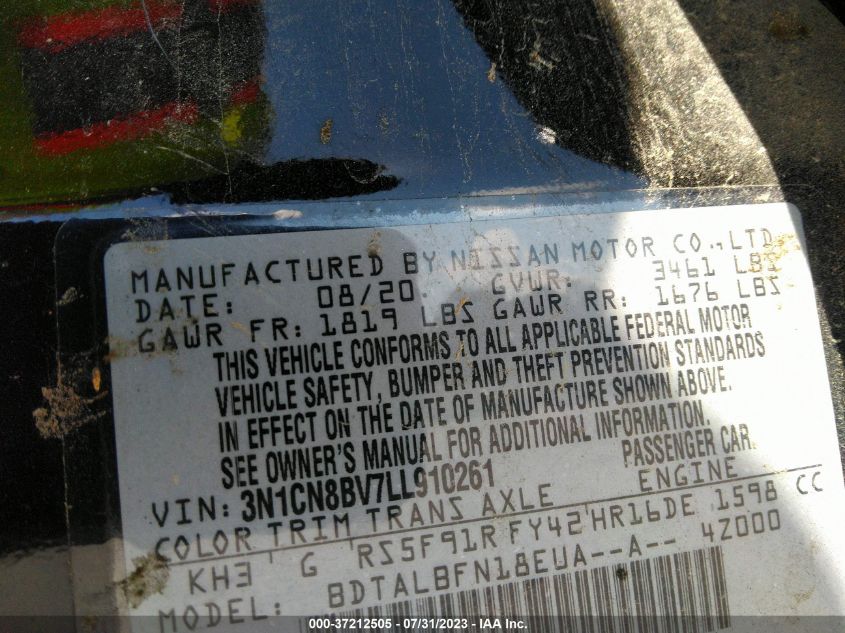 MANUFACTURED BY NISSAN MOTOR CO.,LTD
DATE: 08/20. GVWR: 3461 LBS
GAWR FR: 1819 LBS GAWR RR: 1676 LBS
THIS VEHICLE CONFORMS TO ALL APPLICABLE FEDERAL MOTOR
VEHICLE SAFETY, BUMPER AND THEFT PREVENTION STANDARDS
IN EFFECT ON THE DATE OF MANUFACTURE SHOWN ABOVE.
SEE OWNER'S MANUAL FOR ADDITIONAL INFORMATION.
VIN: 3N1CN8BV7LL910261 PASSENGER CAR.
COLOR TRIM TRANS AXLE ENGINE
KH3 G RS5F91R FY42 HR16DE 1598 CC
MODEL: BDTALBFN18EUA--A-- 42000
000-37212505 - 07/31/2023 - IAA Inc.